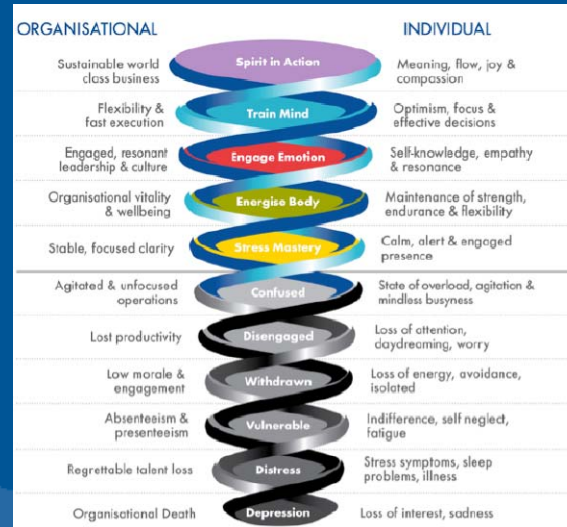 ORGANISATIONAL
INDIVIDUAL
Sustainable world
class business
Spirit in Action
Meaning, flow, joy &
compassion
Flexibility &
fast execution
Train Mind
Optimism, focus &
effective decisions
Engaged, resonant
leadership & culture
Engage Emotion
Self-knowledge, empathy
& resonance
Organisational vitality
& wellbeing
Energise Body
Maintenance of strength,
endurance & flexibility
Stable, focused clarity
Stress Mastery
Calm, alert & engaged
presence
Agitated & unfocused
operations
Confused
State of overload, agitation &
mindless busyness
Lost productivity
Disengaged
Loss of attention,
daydreaming, worry
Low morale &
engagement
Withdrawn
Loss of energy, avoidance,
isolated
Absenteeism &
presenteeism
Vulnerable
Indifference, self neglect,
fatigue
Regrettable talent loss
Distress
Stress symptoms, sleep
problems, illness
Organisational Death
Depression
Loss of interest, sadness